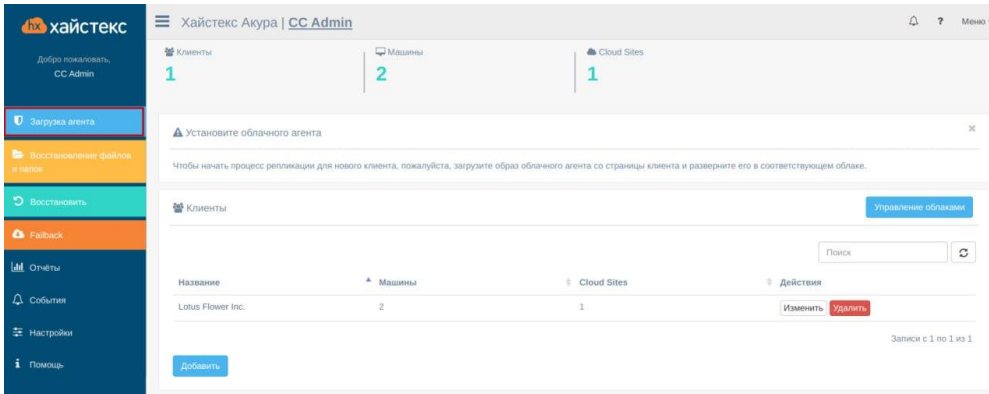 hx хайстекс
Хайстекс Акура | CC Admin
?
Меню
Добро пожаловать,
CC Admin
Клиенты
1
Машины
2
Cloud Sites
1
Загрузка агента
Восстановление файлов
и папок
Восстановить
Failback
Отчёты
События
Настройки
Помощь
Установите облачного агента
Чтобы начать процесс репликации для нового клиента, пожалуйста, загрузите образ облачного агента со страницы клиента и разверните его в соответствующем облаке.
Клиенты
Управление облаками
Поиск
Название Машины Cloud Sites Действия
Lotus Flower Inc. 2 1 Изменить Удалить
Записи с 1 по 1 из 1
Добавить